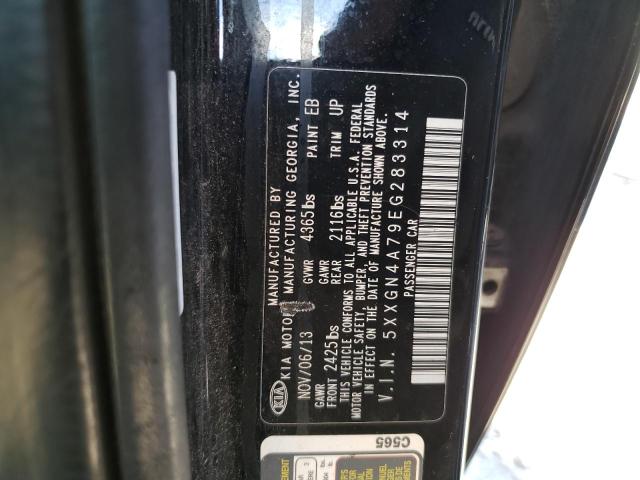 MANUFACTURED BY
KIA KIA MOTORS MANUFACTURING GEORGIA, INC.
NOV/06/13 GVWR 4365lbs PAINT EB
GAWR FRONT 2425lbs GAWR REAR 2116lbs TRIM UP
THIS VEHICLE CONFORMS TO ALL APPLICABLE U.S.A. FEDERAL
MOTOR VEHICLE SAFETY, BUMPER, AND THEFT PREVENTION STANDARDS
IN EFFECT ON THE DATE OF MANUFACTURE SHOWN ABOVE.
V.I.N. 5XXGN4A79EG283314
PASSENGER CAR
C565